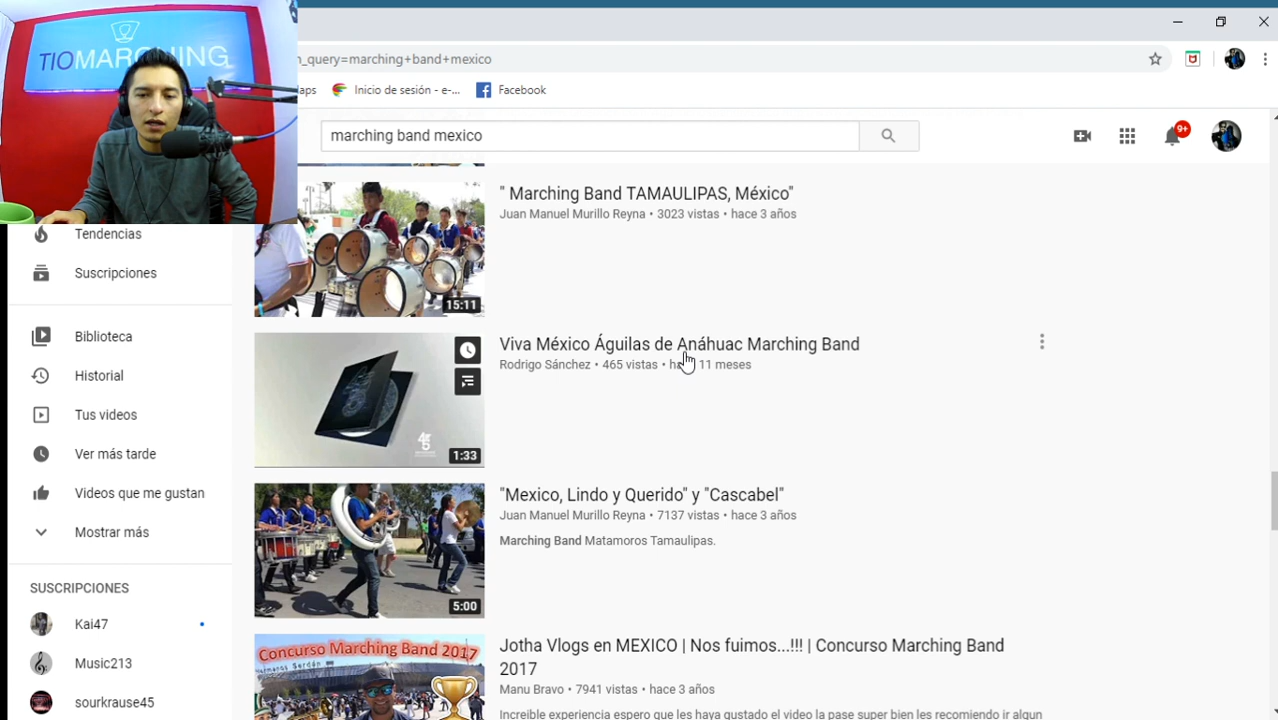 TIOMARCHING
n_query=marching+band+mexico
aps
Inicio de sesión - e-...
Facebook
marching band mexico
9+
" Marching Band TAMAULIPAS, México"
Juan Manuel Murillo Reyna • 3023 vistas • hace 3 años
15:11
Tendencias
Suscripciones
Biblioteca
Historial
Tus videos
Ver más tarde
Videos que me gustan
Mostrar más
SUSCRIPCIONES
Kai47
Music213
sourkrause45
Viva México Águilas de Anáhuac Marching Band
Rodrigo Sánchez • 465 vistas • ha 11 meses
1:33
"Mexico, Lindo y Querido" y "Cascabel"
Juan Manuel Murillo Reyna • 7137 vistas • hace 3 años
Marching Band Matamoros Tamaulipas.
5:00
Jotha Vlogs en MEXICO | Nos fuimos...!!! | Concurso Marching Band
2017
Manu Bravo • 7941 vistas • hace 3 años
Increible experiencia espero que les haya gustado el video la pase super bien les recomiendo ir algun
Concurso Marching Band 2017